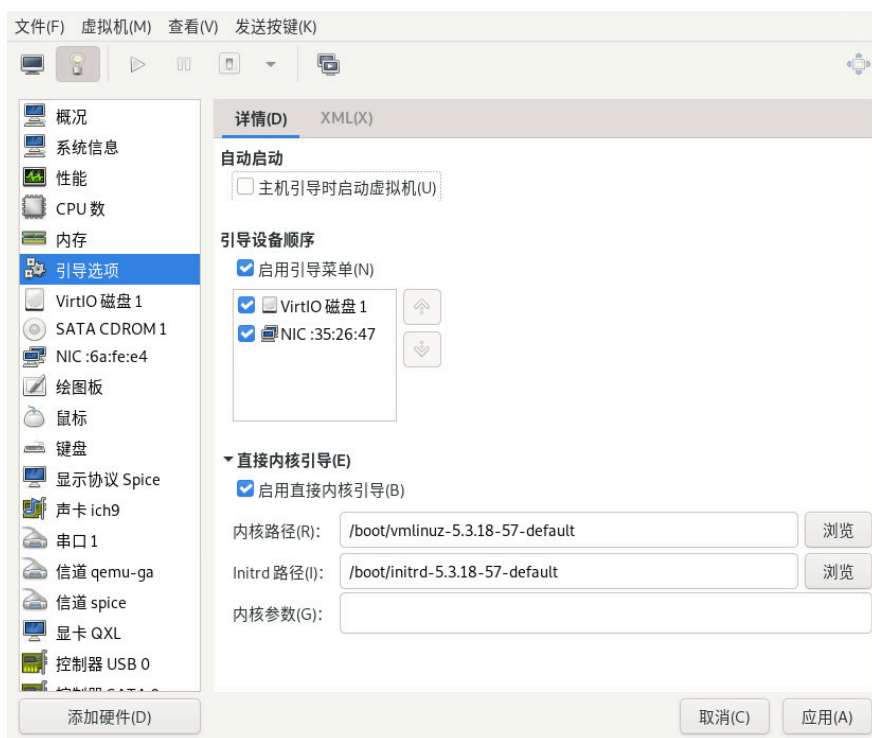 文件(F) 虚拟机(M) 查看(V) 发送按键(K)
概况
系统信息
性能
CPU 数
内存
引导选项
VirtIO 磁盘 1
SATA CDROM 1
NIC :6a:fe:e4
绘图板
鼠标
键盘
显示协议 Spice
声卡 ich9
串口 1
信道 qemu-ga
信道 spice
显卡 QXL
控制器 USB 0
添加硬件(D)
详情(D) XML(X)
自动启动
主机引导时启动虚拟机(U)
引导设备顺序
启用引导菜单(N)
VirtIO 磁盘 1
NIC :35:26:47
直接内核引导(E)
启用直接内核引导(B)
内核路径(R): /boot/vmlinuz-5.3.18-57-default 浏览
Initrd 路径(I): /boot/initrd-5.3.18-57-default 浏览
内核参数(G):
取消(C) 应用(A)